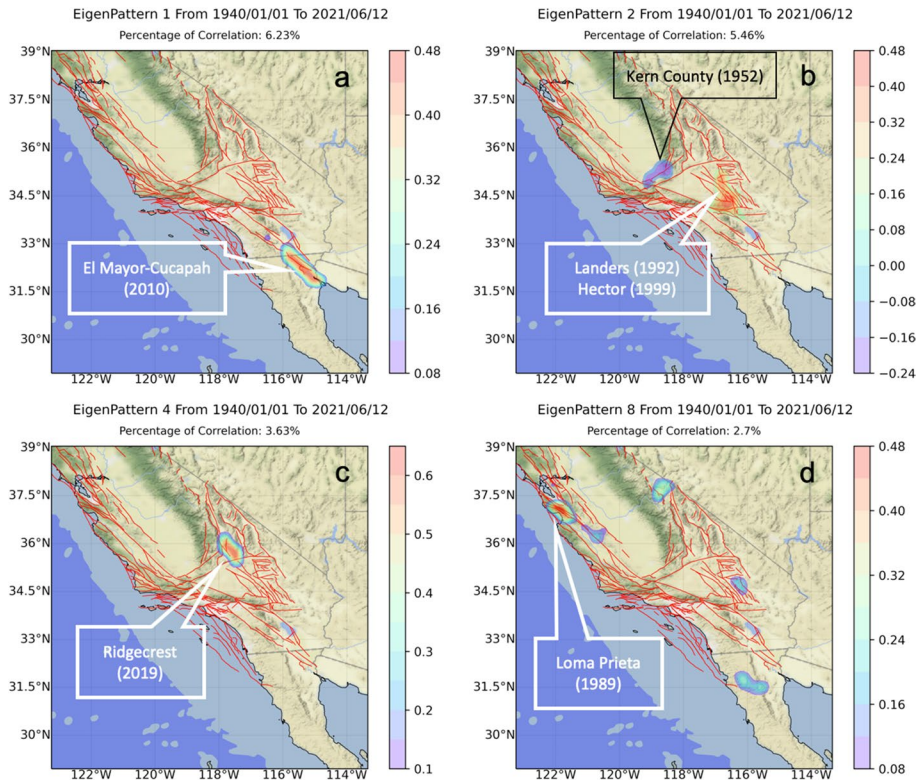 EigenPattern 1 From 1940/01/01 To 2021/06/12
Percentage of Correlation: 6.23%
a
39°N
37.5°N
36°N
34.5°N
33°N
31.5°N
30°N
122°W 120°W 118°W 116°W 114°W
El Mayor-Cucapah
(2010)
0.48
0.40
0.32
0.24
0.16
0.08
EigenPattern 2 From 1940/01/01 To 2021/06/12
Percentage of Correlation: 5.46%
b
39°N
37.5°N
36°N
34.5°N
33°N
31.5°N
30°N
122°W 120°W 118°W 116°W 114°W
Kern County (1952)
Landers (1992)
Hector (1999)
0.48
0.40
0.32
0.24
0.16
0.08
0.00
−0.08
−0.16
−0.24
EigenPattern 4 From 1940/01/01 To 2021/06/12
Percentage of Correlation: 3.63%
c
39°N
37.5°N
36°N
34.5°N
33°N
31.5°N
30°N
122°W 120°W 118°W 116°W 114°W
Ridgecrest
(2019)
0.6
0.5
0.4
0.3
0.2
0.1
EigenPattern 8 From 1940/01/01 To 2021/06/12
Percentage of Correlation: 2.7%
d
39°N
37.5°N
36°N
34.5°N
33°N
31.5°N
30°N
122°W 120°W 118°W 116°W 114°W
Loma Prieta
(1989)
0.48
0.40
0.32
0.24
0.16
0.08